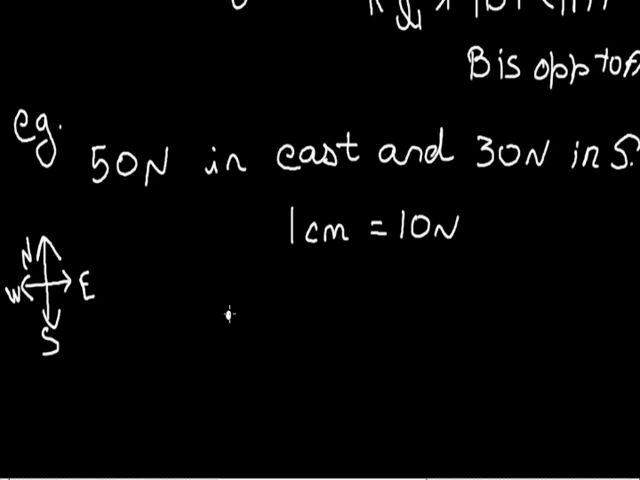 B is opp to
eg.
50N in east and 30N in S.
1cm = 10N
N
W E
S